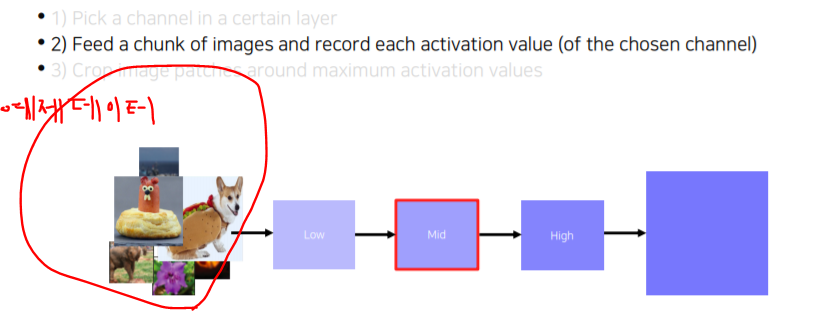 • 1) Pick a channel in a certain layer
• 2) Feed a chunk of images and record each activation value (of the chosen channel)
• 3) Crop image patches around maximum activation values
예제데이터
Low
Mid
High